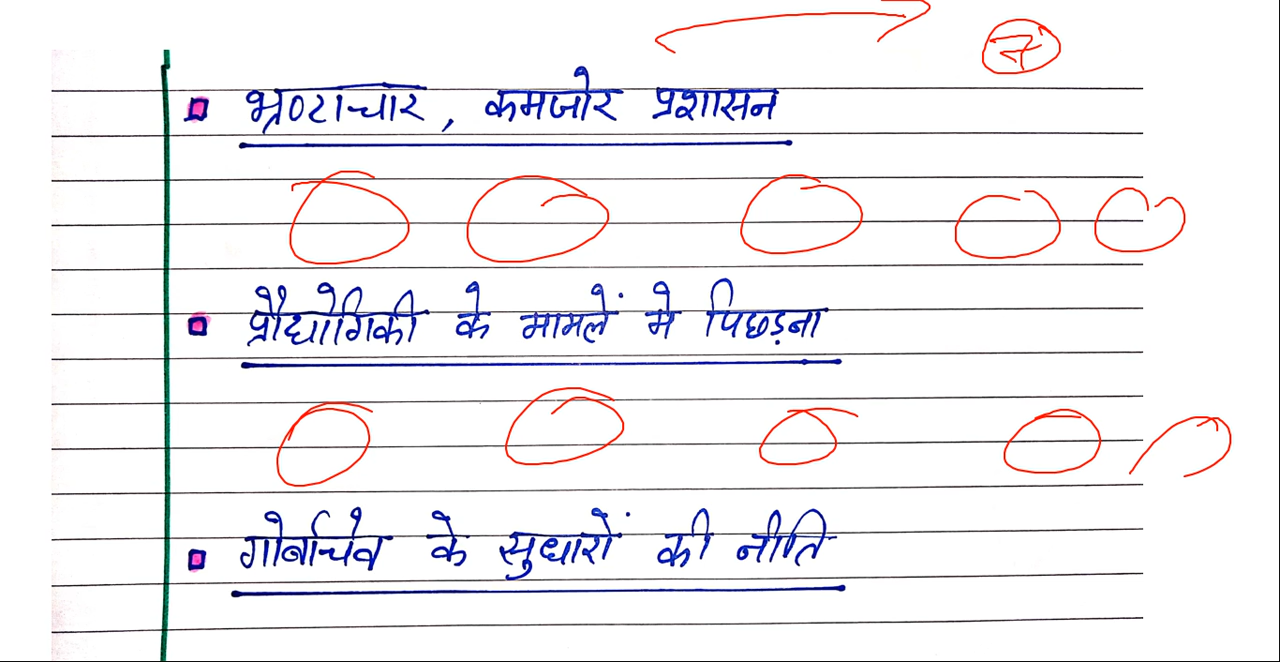 भ्रष्टाचार, कमजोर प्रशासन
प्रौद्योगिकी के मामलें मे पिछड़ना
गोर्बाचेव के सुधारों की नीति